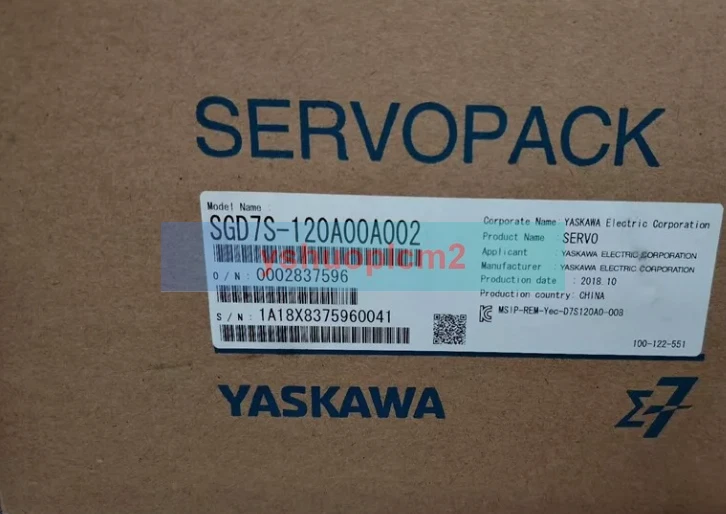 SERVOPACK
Model Name :
SGD7S-120A00A002
yshuoplcm2
O/N: 0002837596
S/N: 1A18X8375960041
Corporate Name YASKAWA Electric Corporation
Product Name : SERVO
Applicant : YASKAWA ELECTRIC CORPORATION
Manufacturer : YASKAWA ELECTRIC CORPORATION
Production date : 2018.10
Production country: CHINA
MSIP-REM-Yec-D7S120A0-008
100-122-551
YASKAWA
Σ-7